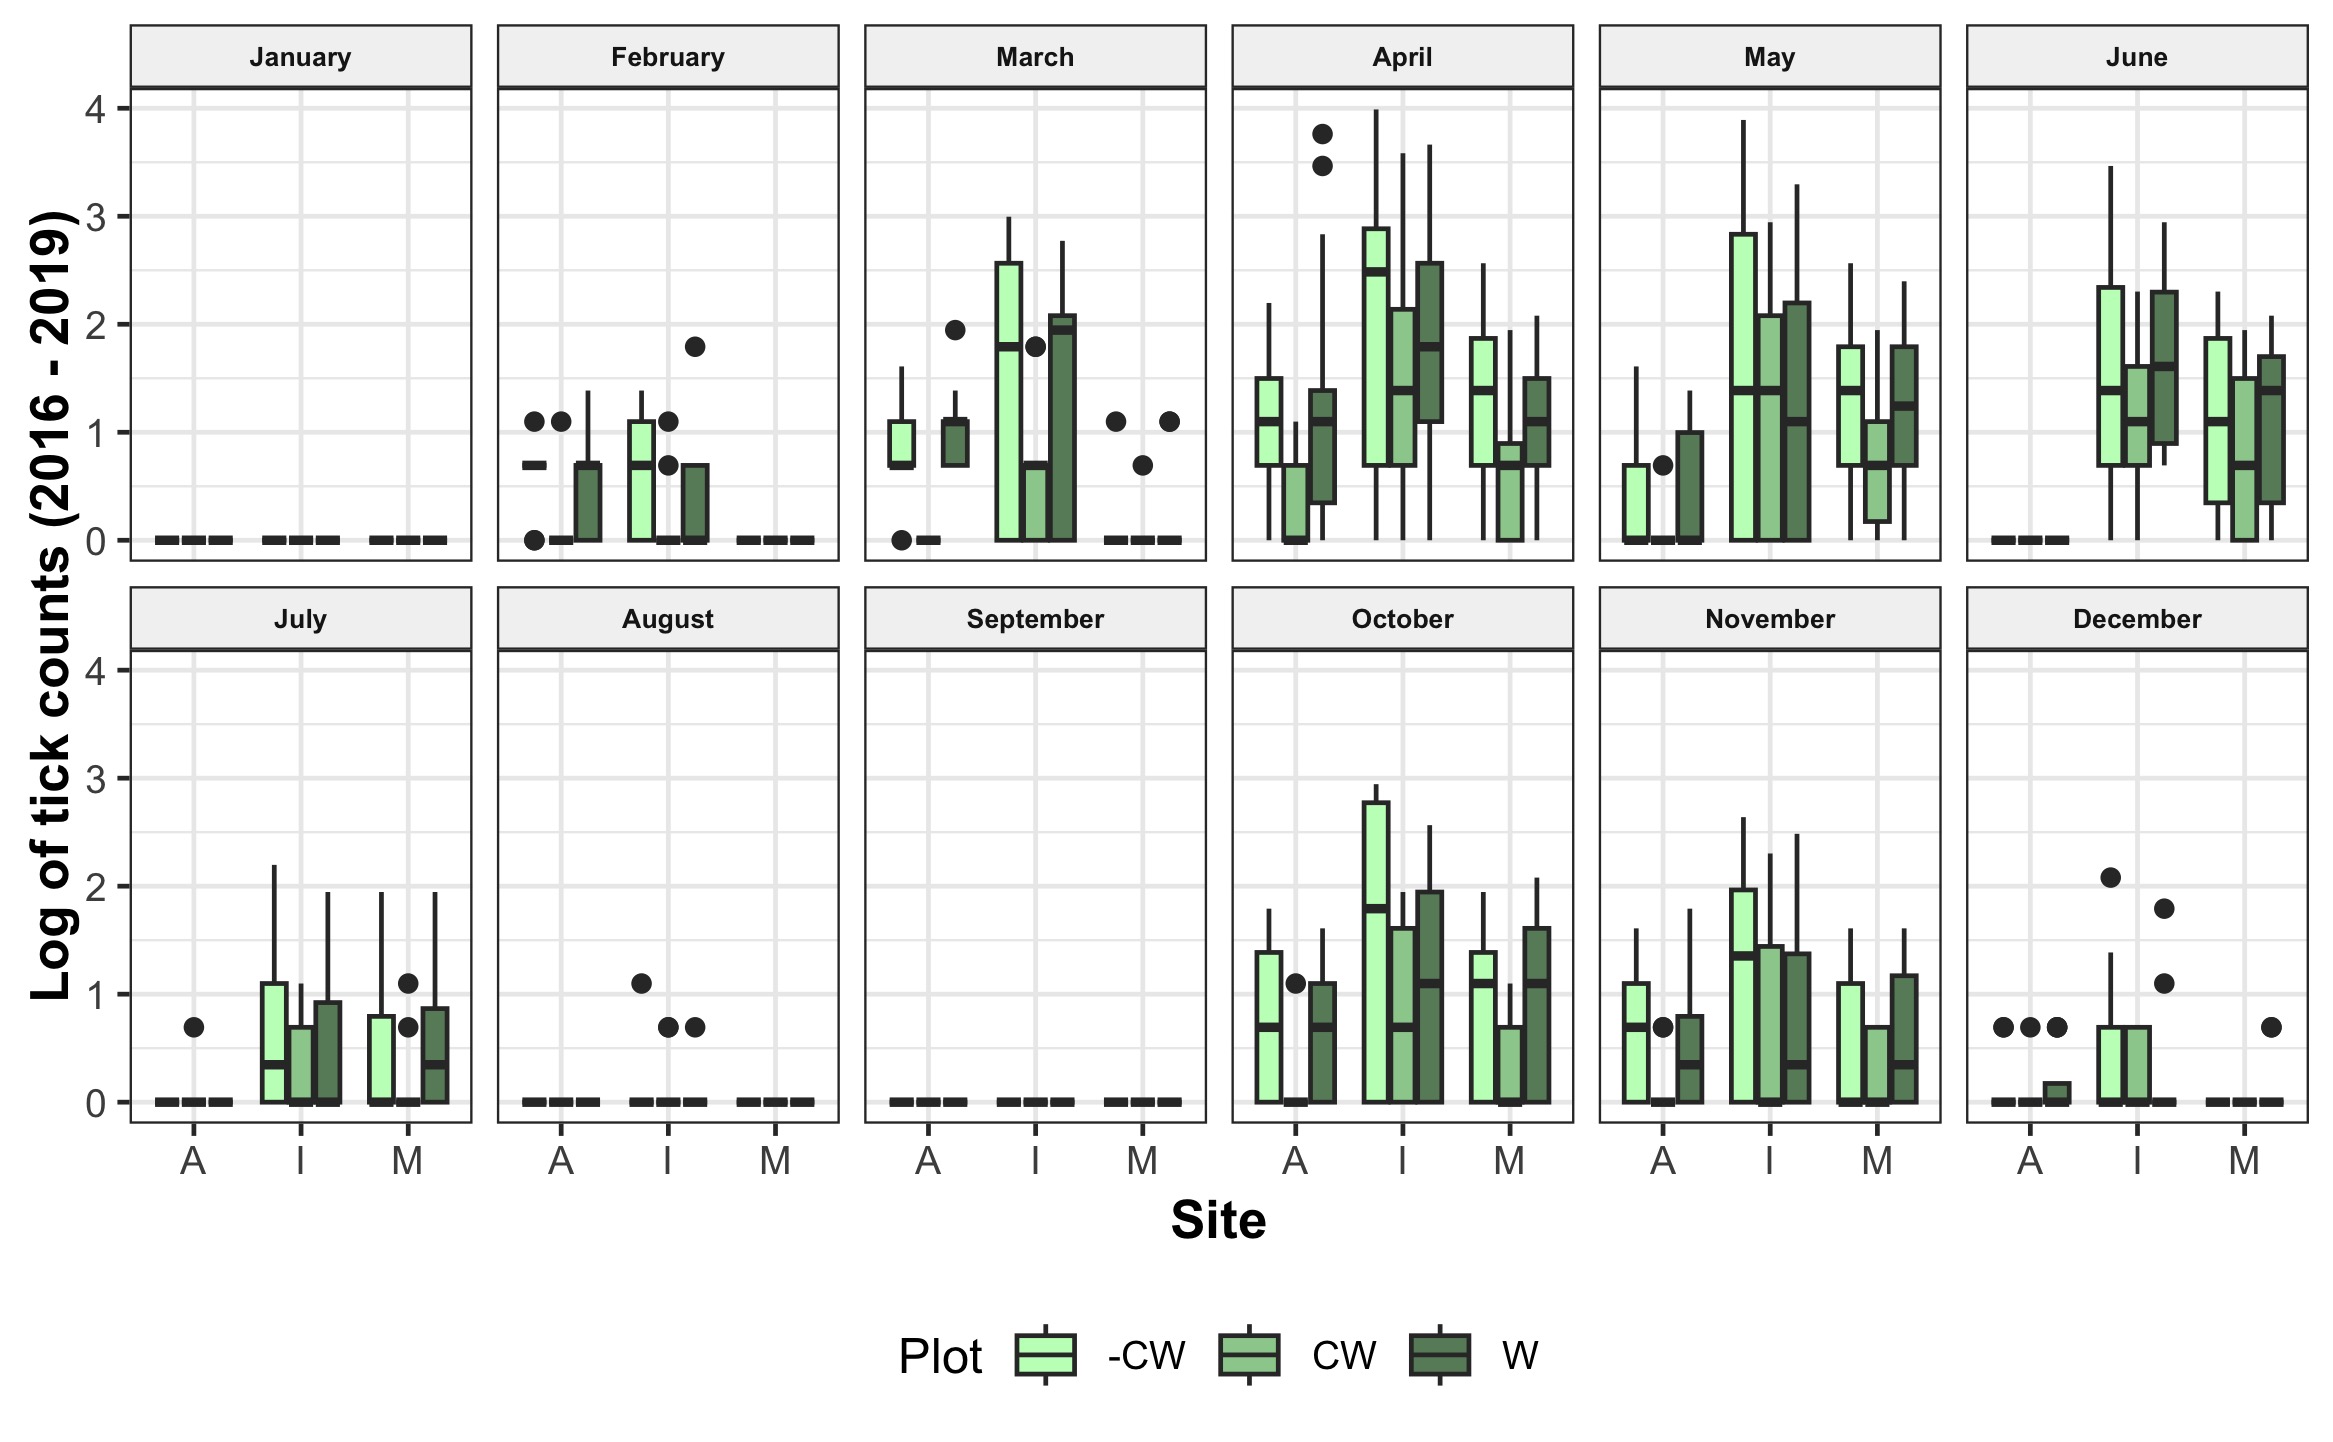 January February March April May June
4
3
2
1
0
July August September October November December
4
3
2
1
0
A I M A I M A I M A I M A I M A I M
Log of tick counts (2016 - 2019)
Site
Plot -CW CW W